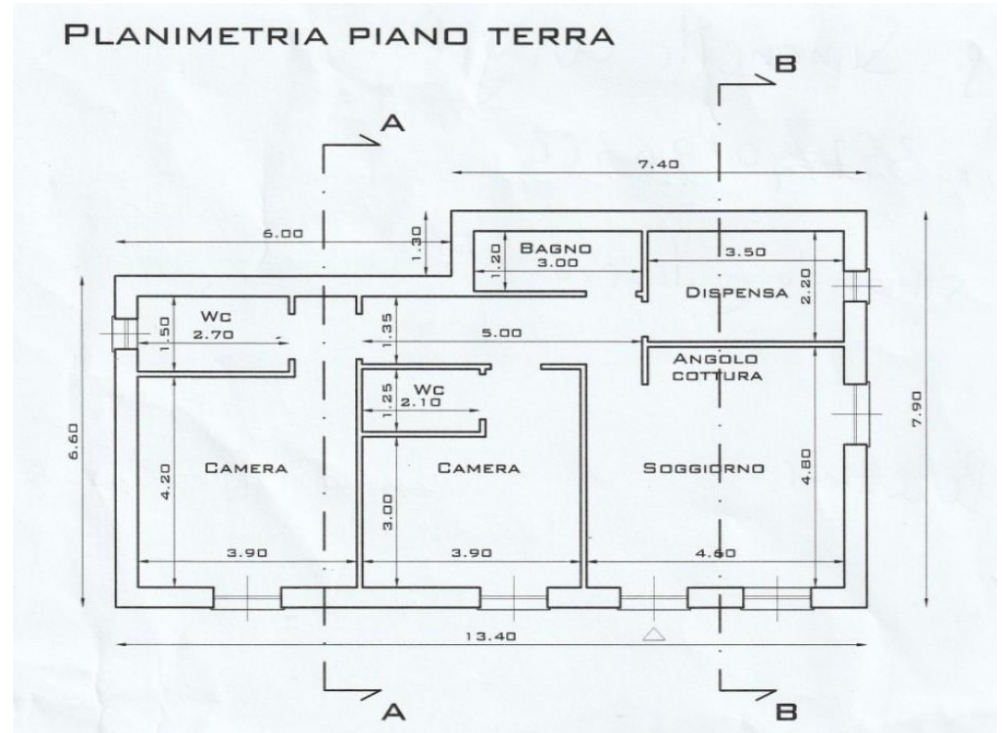 PLANIMETRIA PIANO TERRA
B
A
7.40
6.00
1.30
BAGNO
3.00
1.20
3.50
2.20
DISPENSA
WC
2.70
1.50
1.35
5.00
ANGOLO
COTTURA
WC
2.10
1.25
7.90
6.60
CAMERA
CAMERA
SOGGIORNO
4.20
3.00
4.80
3.90
3.90
4.60
13.40
A
B